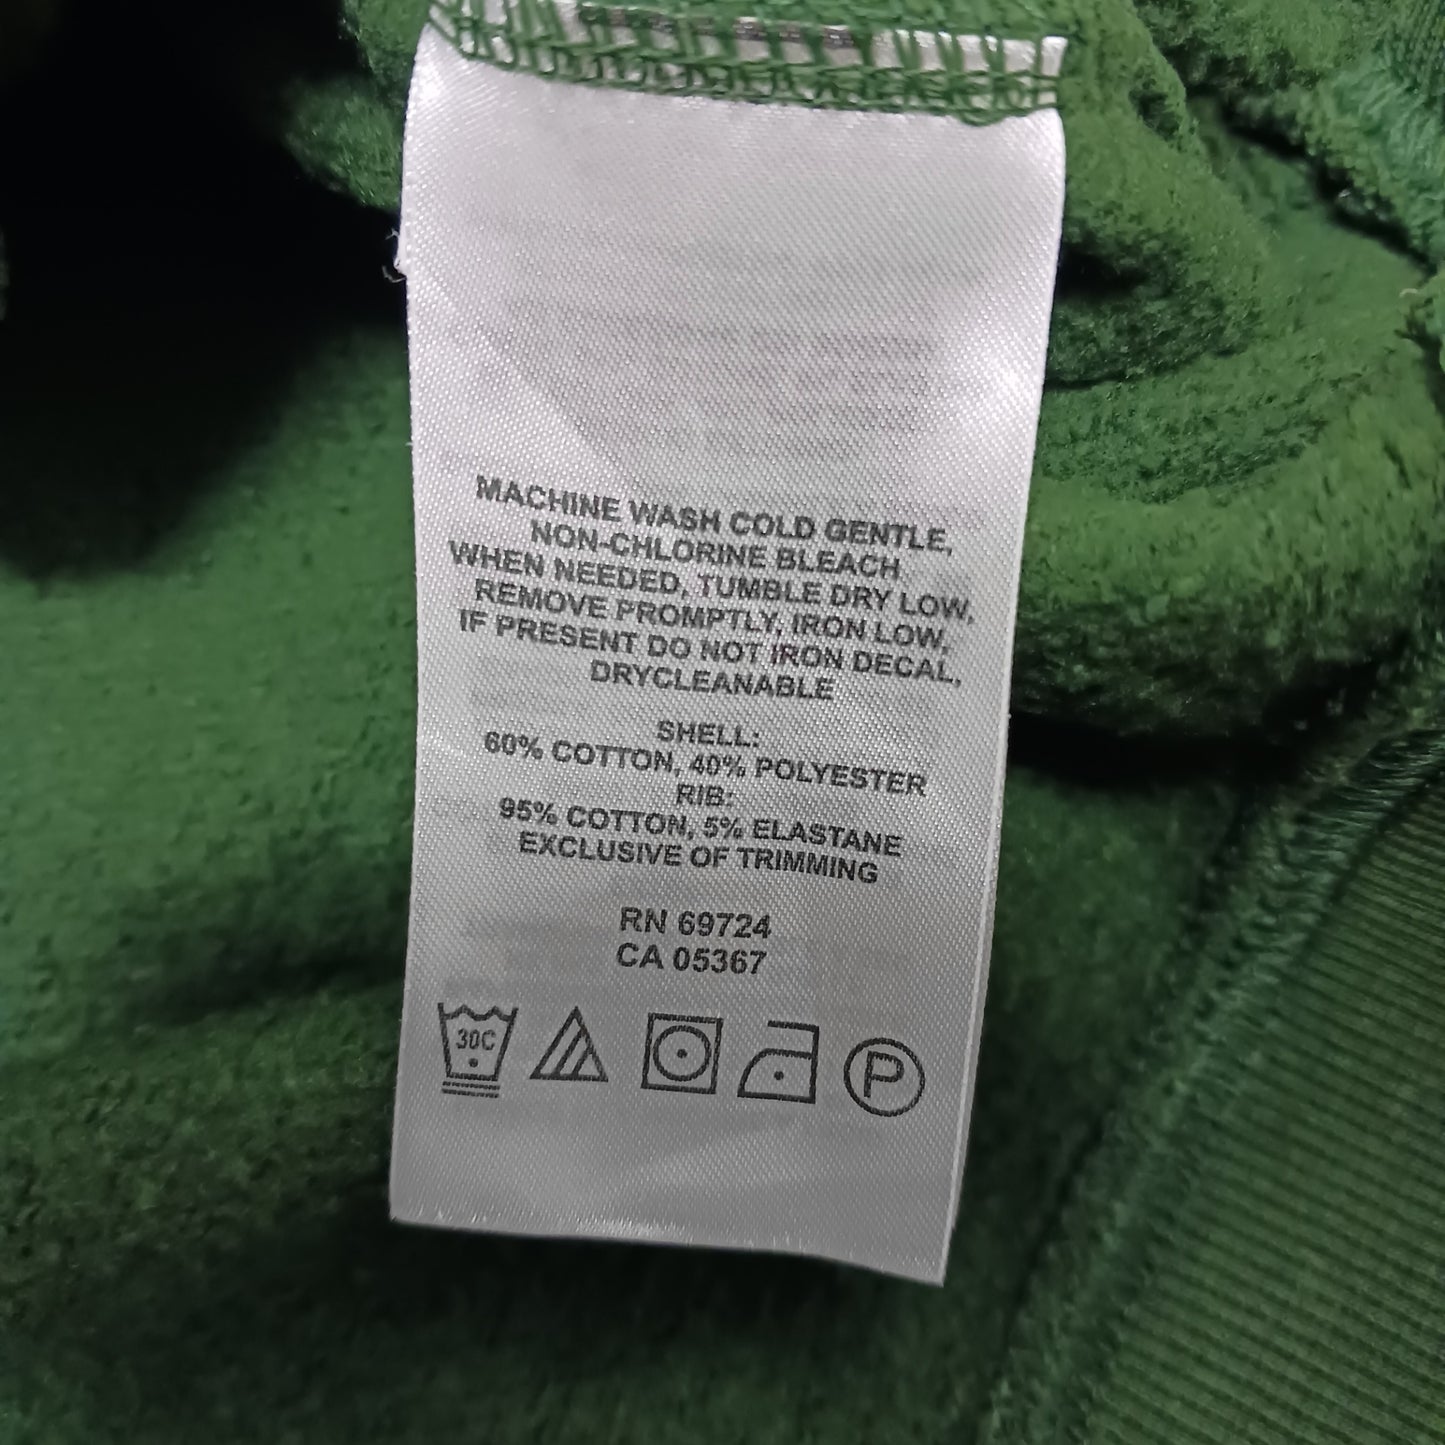 MACHINE WASH COLD GENTLE,
NON-CHLORINE BLEACH
WHEN NEEDED, TUMBLE DRY LOW,
REMOVE PROMPTLY, IRON LOW,
IF PRESENT DO NOT IRON DECAL,
DRYCLEANABLE
SHELL:
60% COTTON, 40% POLYESTER
RIB:
95% COTTON, 5% ELASTANE
EXCLUSIVE OF TRIMMING
RN 69724
CA 05367
30C P